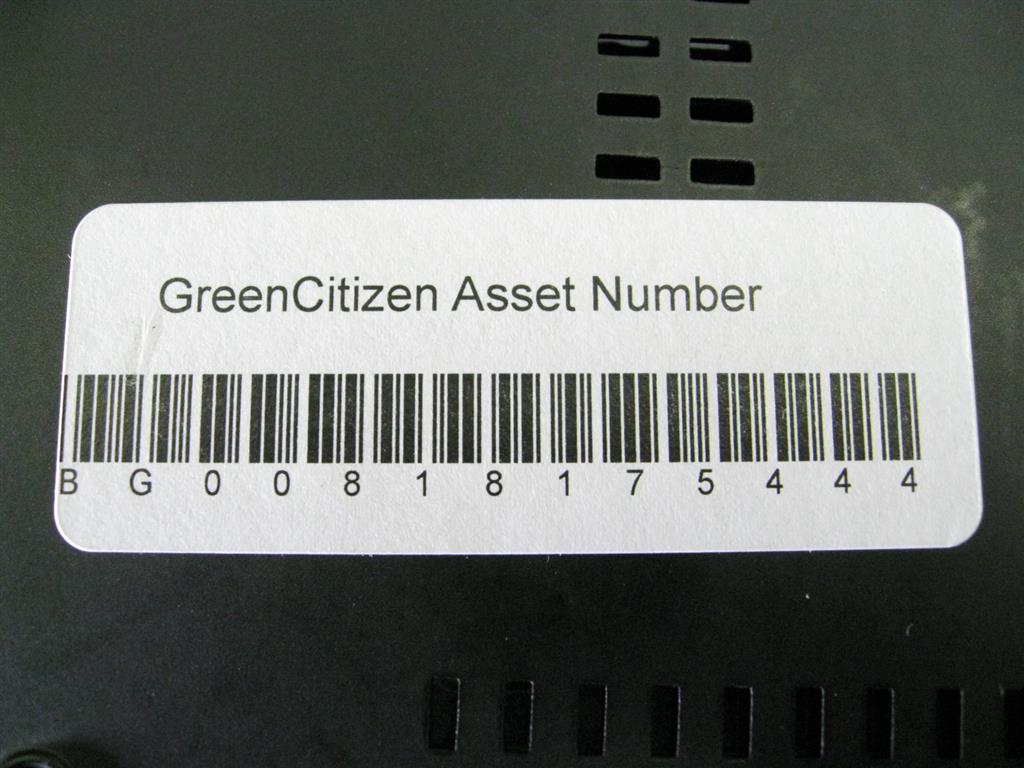 GreenCitizen Asset Number
B G 0 0 8 1 8 1 7 5 4 4 4